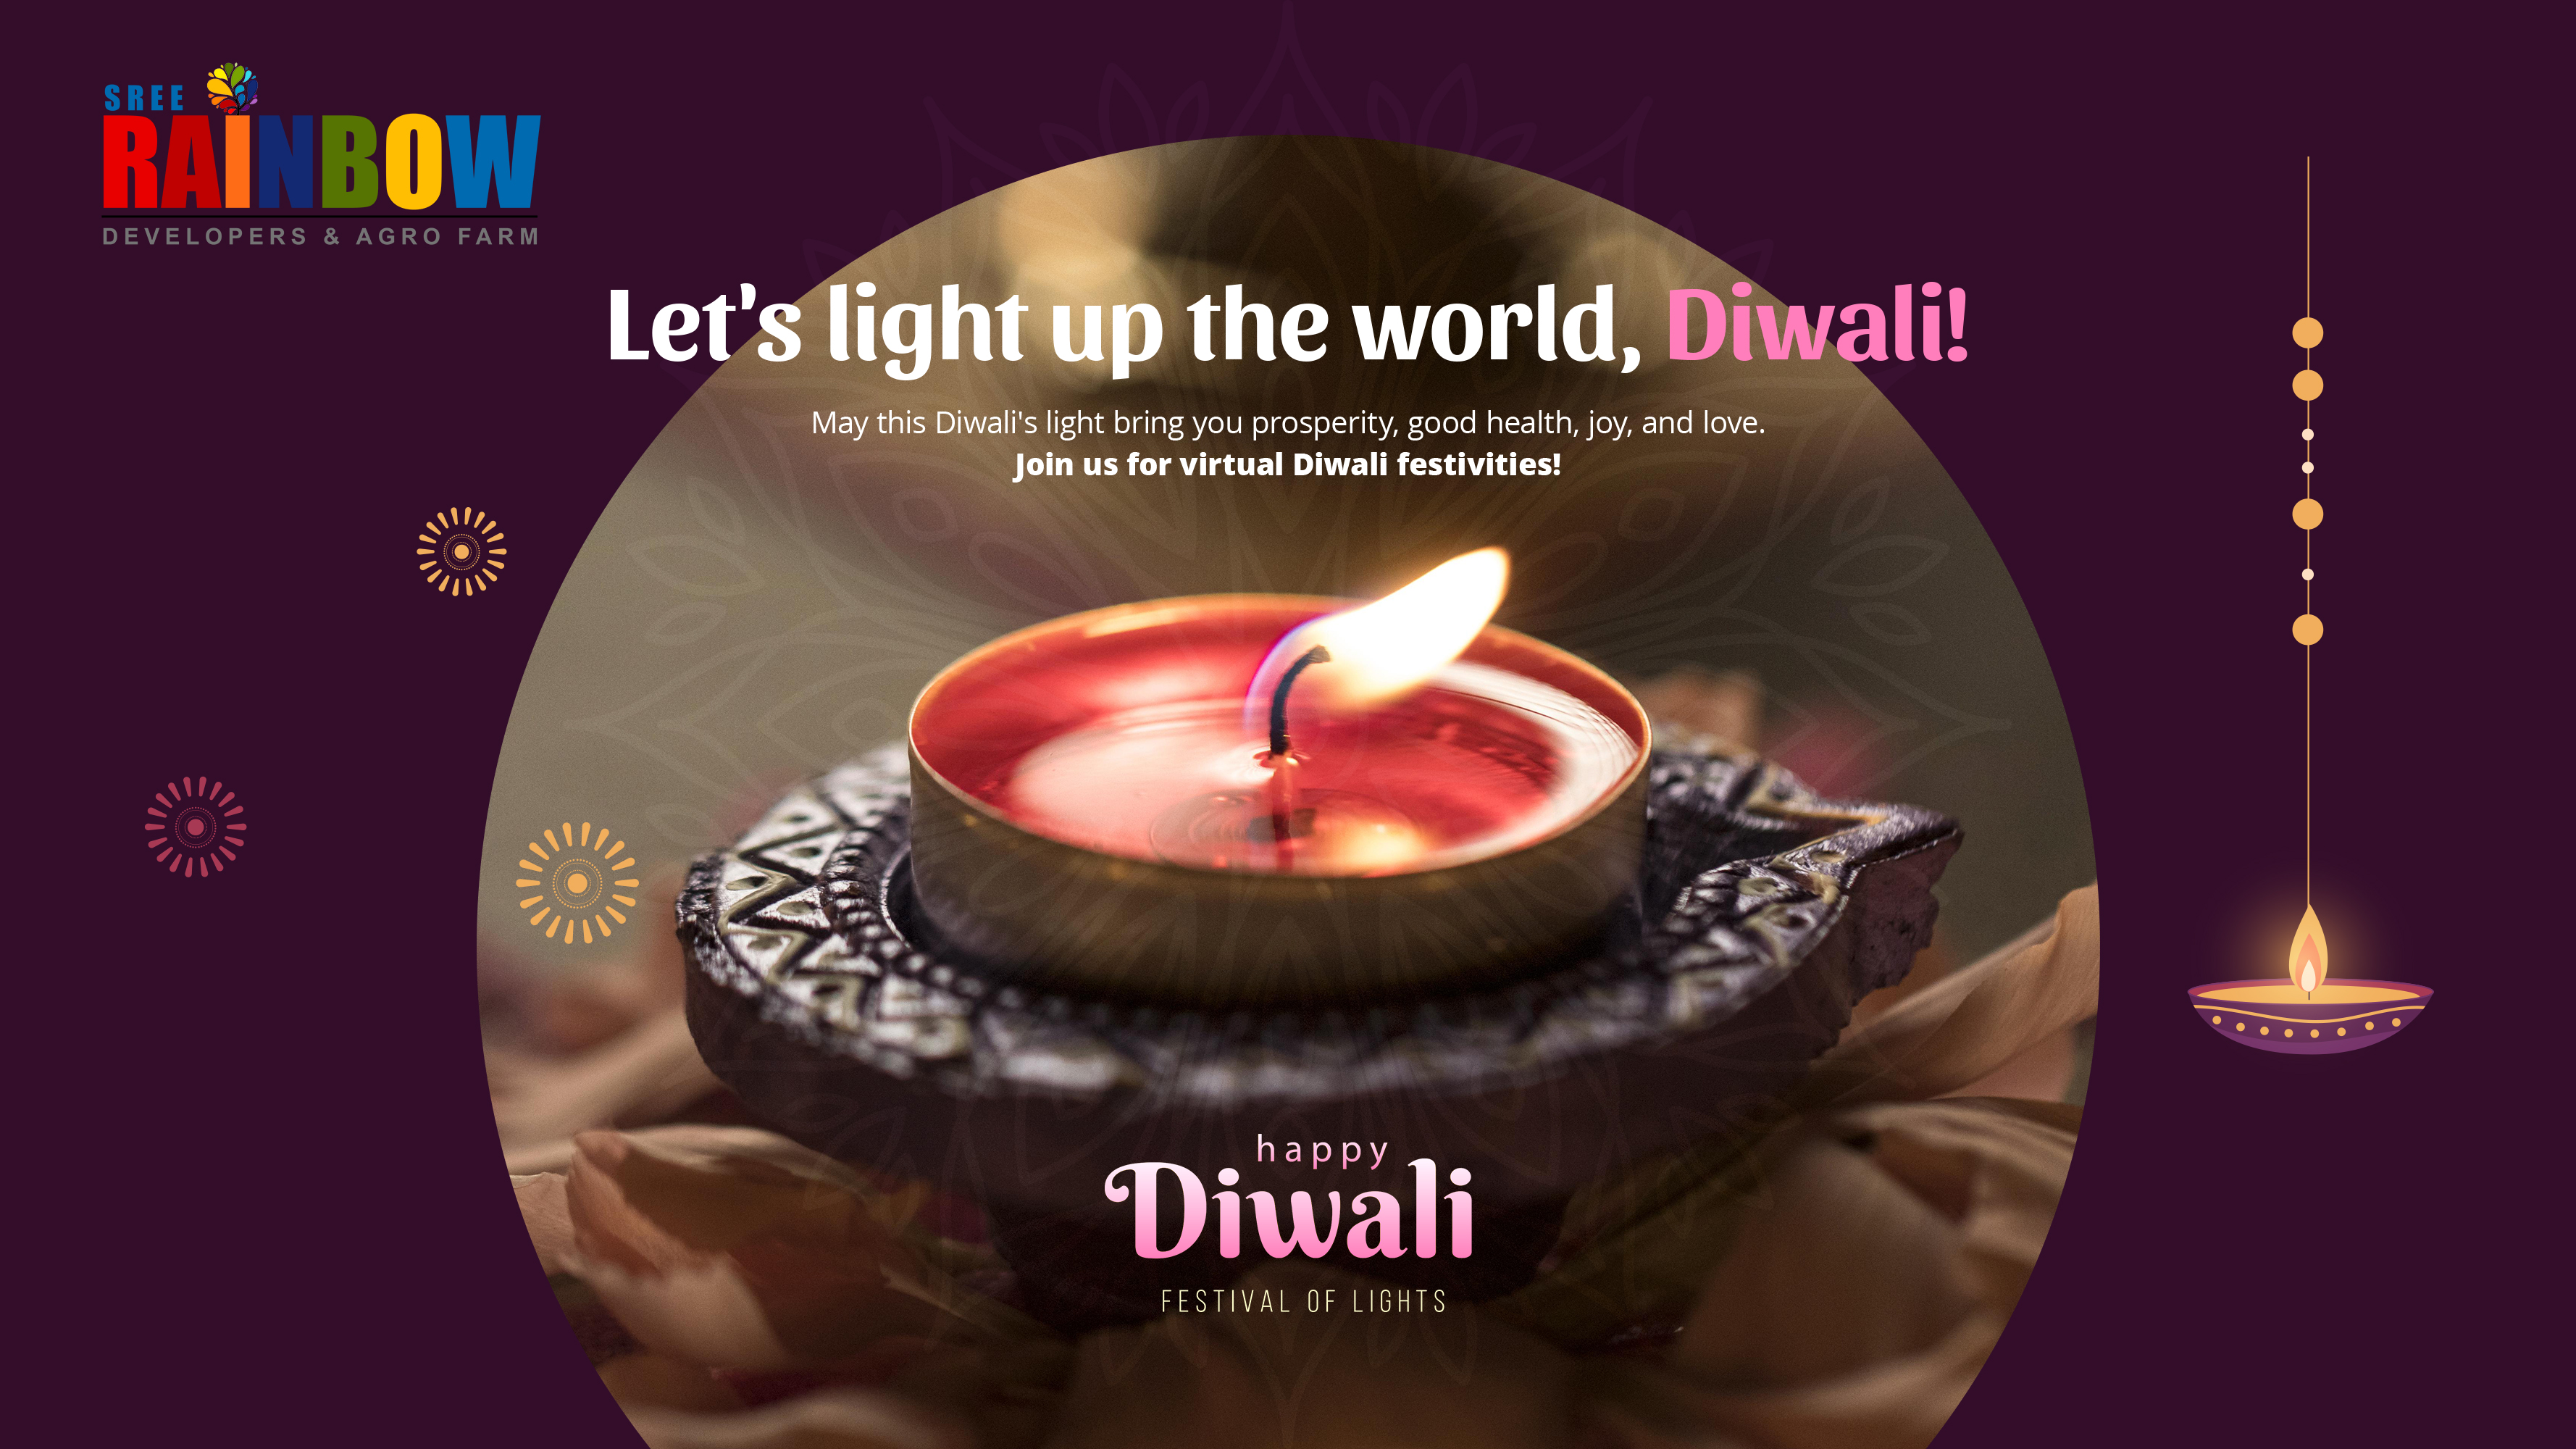 SREE
RAINBOW
DEVELOPERS & AGRO FARM
Let's light up the world, Diwali!
May this Diwali's light bring you prosperity, good health, joy, and love.
Join us for virtual Diwali festivities!
happy
Diwali
FESTIVAL OF LIGHTS